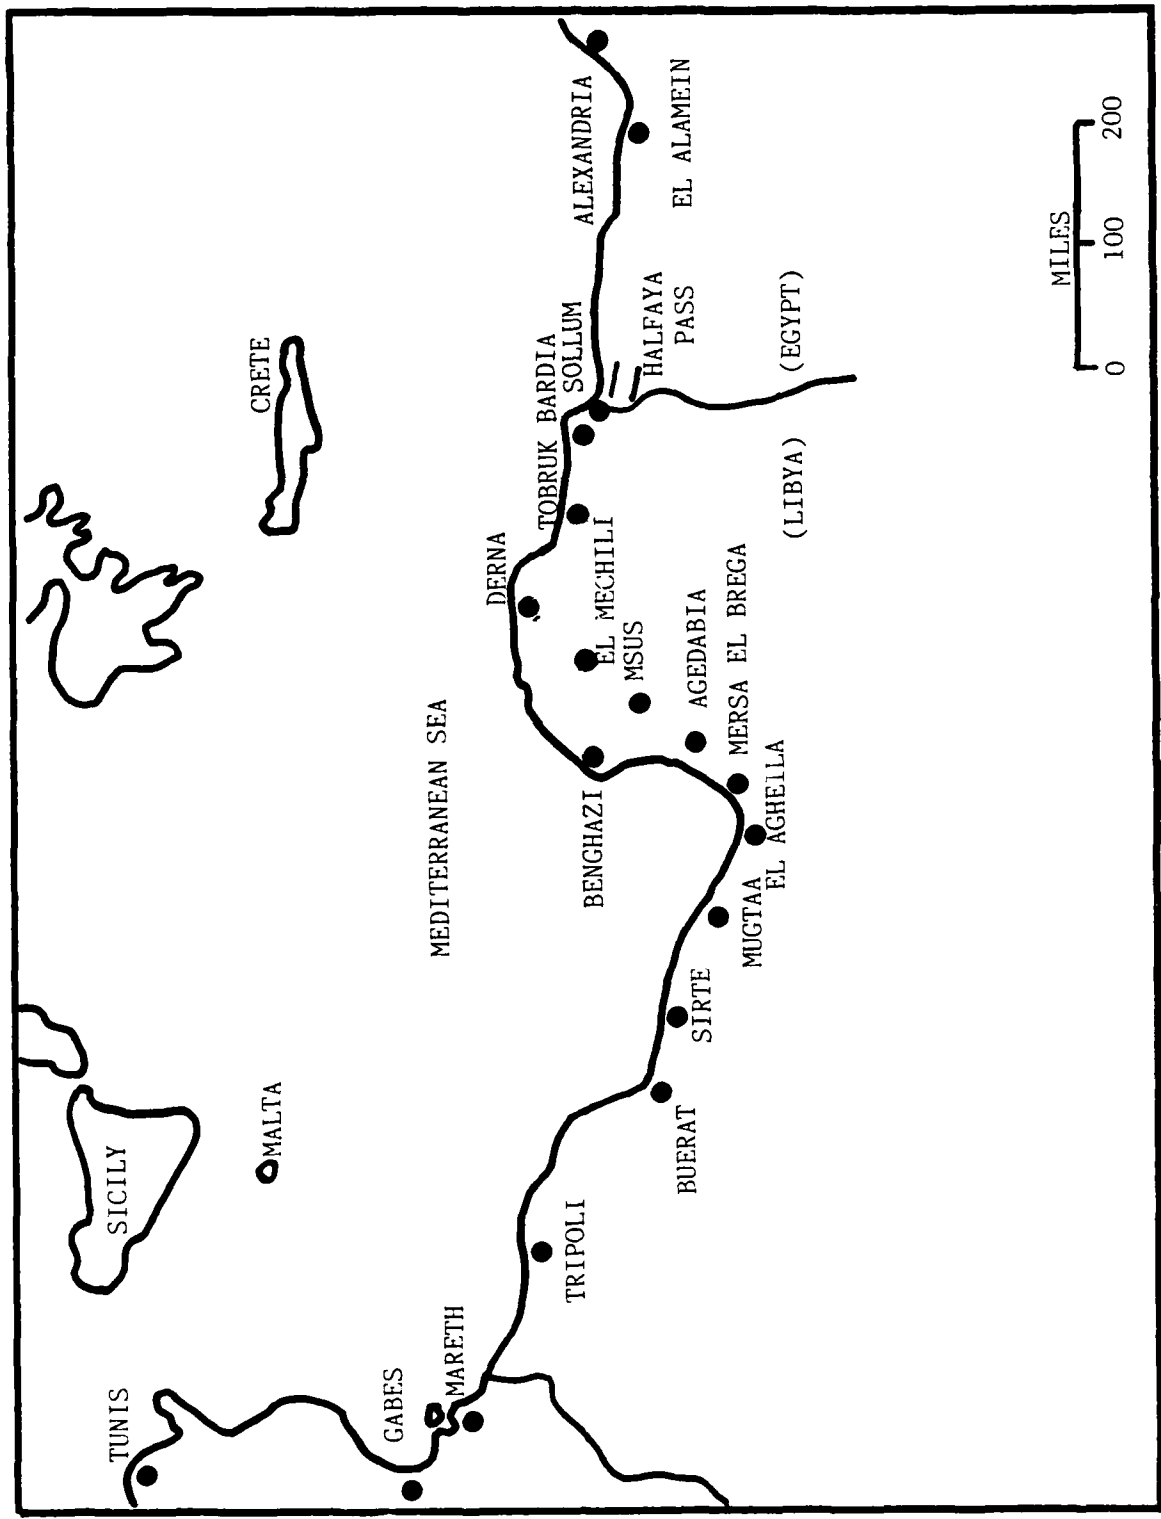 TUNIS
SICILY
MALTA
CRETE
GABES
MARETH
MEDITERRANEAN SEA
DERNA
TRIPOLI
BENGHAZI
TOBRUK
BARDIA
SOLLUM
ALEXANDRIA
EL MECHILI
MSUS
HALFAYA
PASS
EL ALAMEIN
BUERAT
SIRTE
AGEDABIA
MERSA EL BREGA
MUGTAA
EL AGHEILA
(LIBYA)
(EGYPT)
MILES
0 100 200